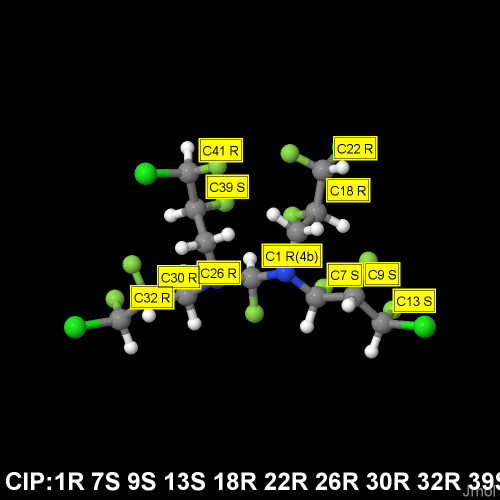 C41 R
C22 R
C39 S
C18 R
C1 R(4b)
C30 R
C26 R
C7 S
C9 S
C32 R
C13 S
Jmol
CIP:1R 7S 9S 13S 18R 22R 26R 30R 32R 39S